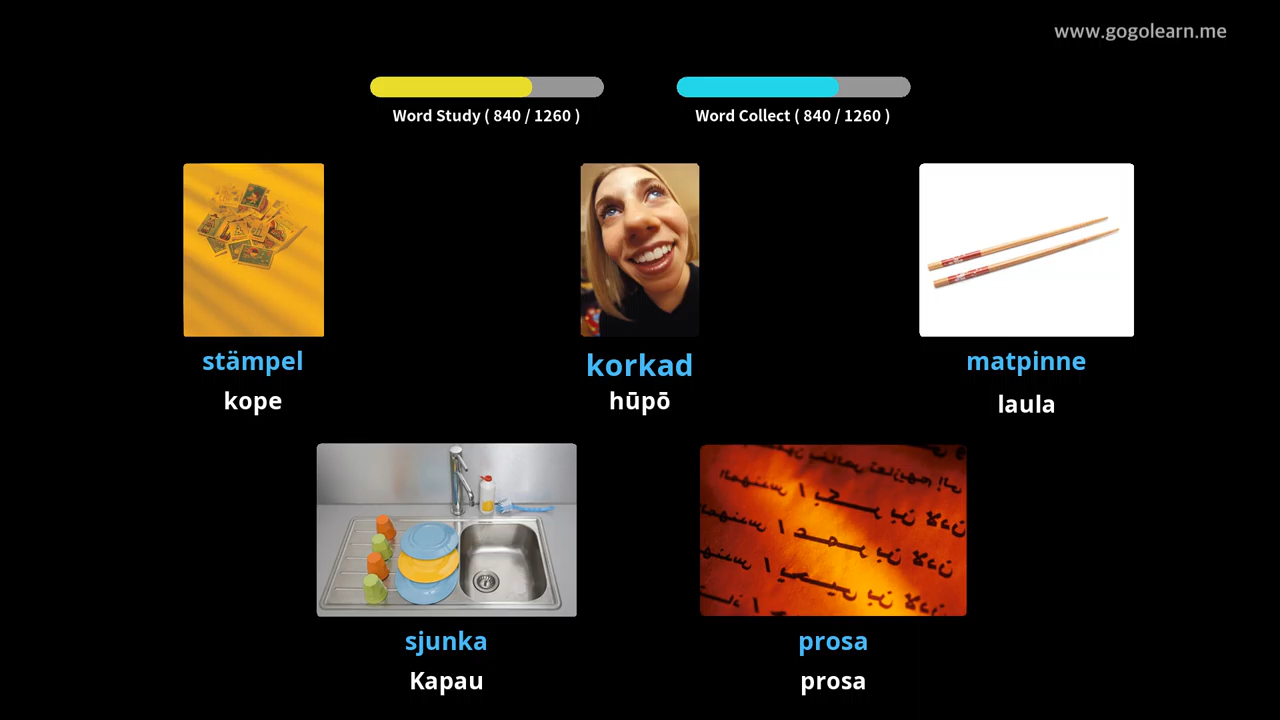 www.gogolearn.me
Word Study ( 840 / 1260 )
Word Collect ( 840 / 1260 )
stämpel
kope
korkad
hūpō
matpinne
laula
sjunka
Kapau
prosa
prosa